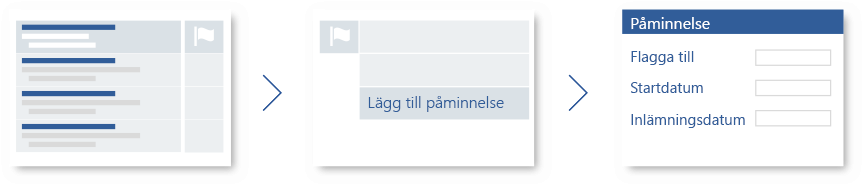 Lägg till påminnelse
Påminnelse
Flagga till
Startdatum
Inlämningsdatum